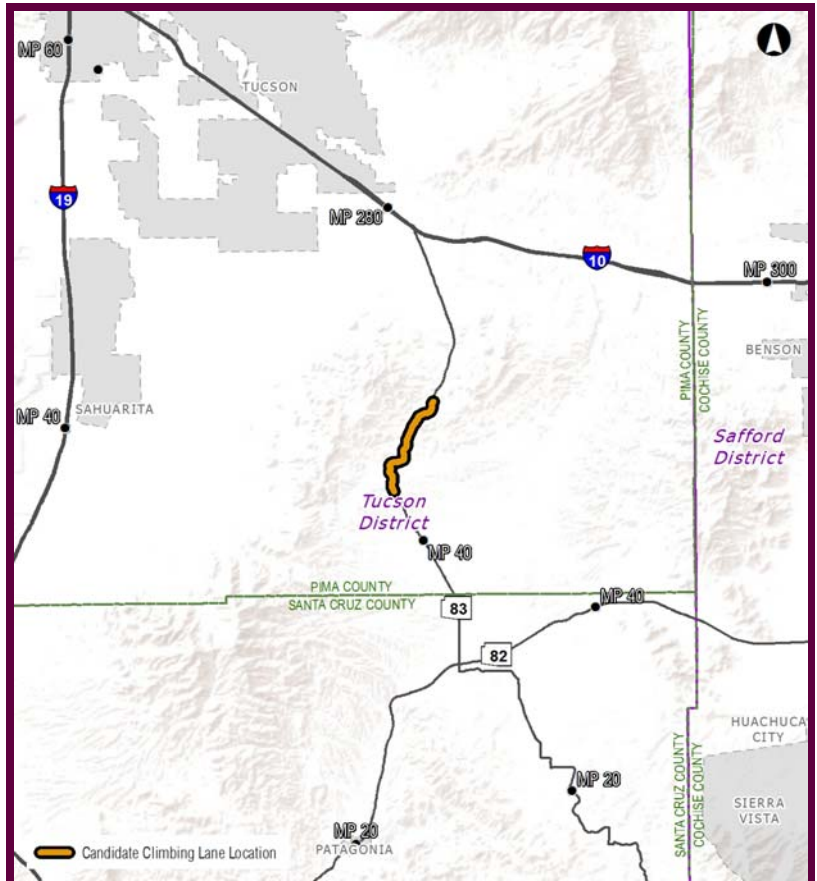 MP 60
TUCSON
19
MP 280
10
MP 300
PIMA COUNTY
COCHISE COUNTY
BENSON
SAHUARITA
MP 40
Safford
District
Tucson
District
MP 40
PIMA COUNTY
SANTA CRUZ COUNTY
83
MP 40
82
HUACHUCA
CITY
MP 20
SANTA CRUZ COUNTY
COCHISE COUNTY
SIERRA
VISTA
MP 20
PATAGONIA
Candidate Climbing Lane Location